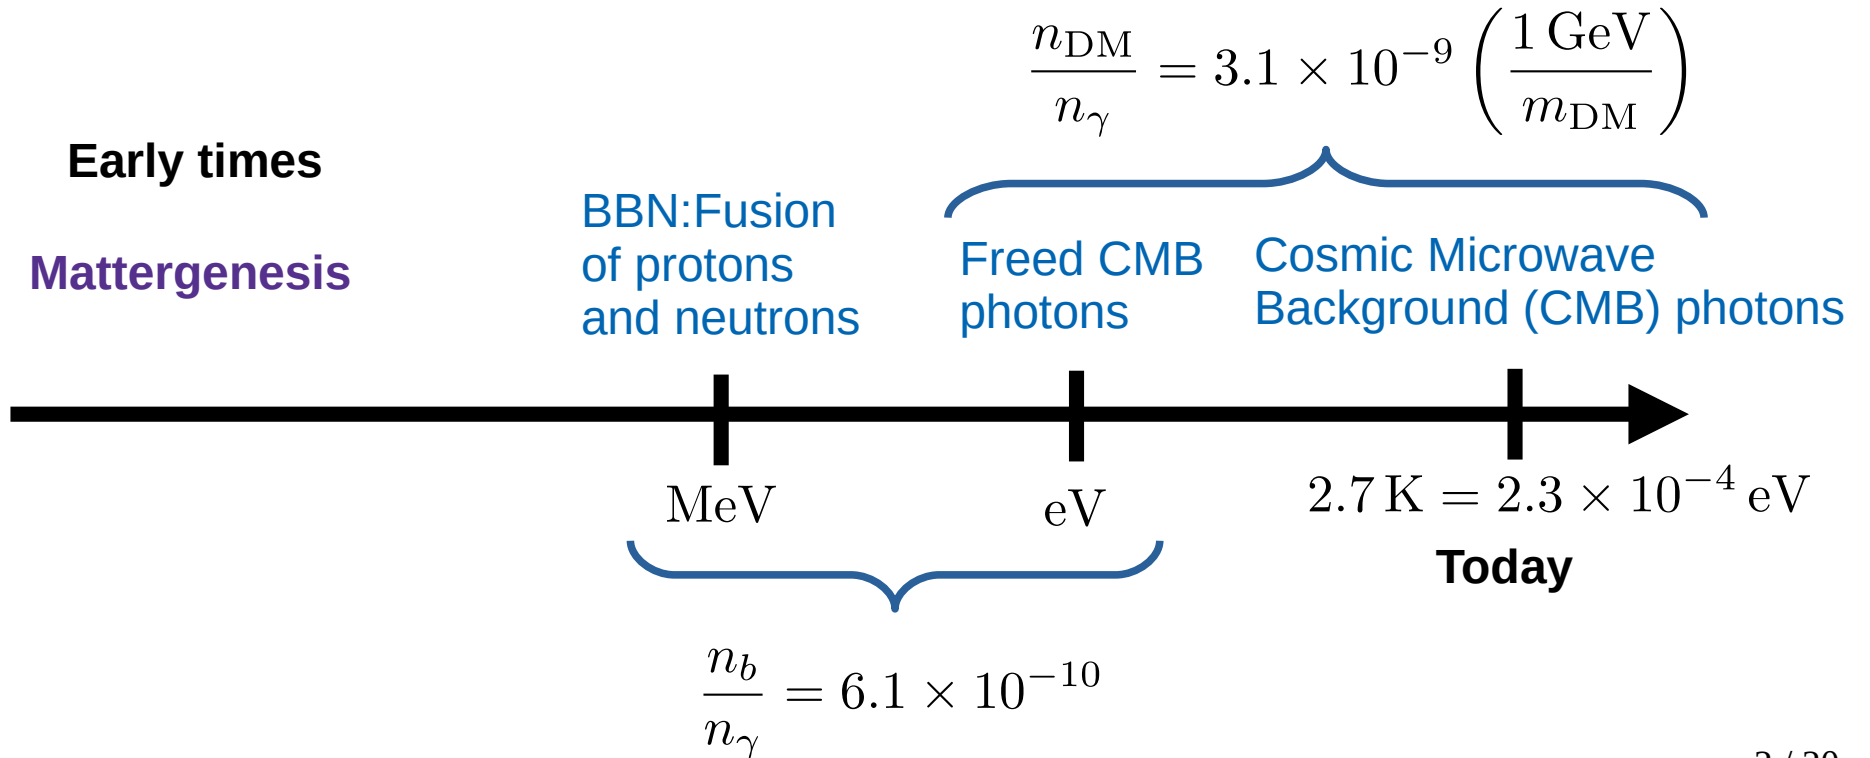 n_DM / n_γ = 3.1 × 10^−9 (1 GeV / m_DM)
Early times
Mattergenesis
BBN:Fusion
of protons
and neutrons
Freed CMB
photons
Cosmic Microwave
Background (CMB) photons
MeV
eV
2.7 K = 2.3 × 10^−4 eV
Today
n_b / n_γ = 6.1 × 10^−10